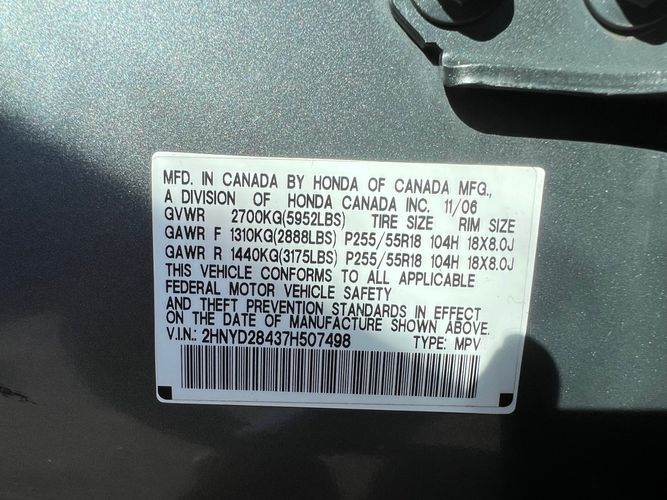 MFD. IN CANADA BY HONDA OF CANADA MFG.,
A DIVISION OF HONDA CANADA INC. 11/06
GVWR 2700KG(5952LBS) TIRE SIZE RIM SIZE
GAWR F 1310KG(2888LBS) P255/55R18 104H 18X8.0J
GAWR R 1440KG(3175LBS) P255/55R18 104H 18X8.0J
THIS VEHICLE CONFORMS TO ALL APPLICABLE
FEDERAL MOTOR VEHICLE SAFETY
AND THEFT PREVENTION STANDARDS IN EFFECT
ON THE DATE OF MANUFACTURE SHOWN ABOVE.
V.I.N.: 2HNYD28437H507498 TYPE: MPV